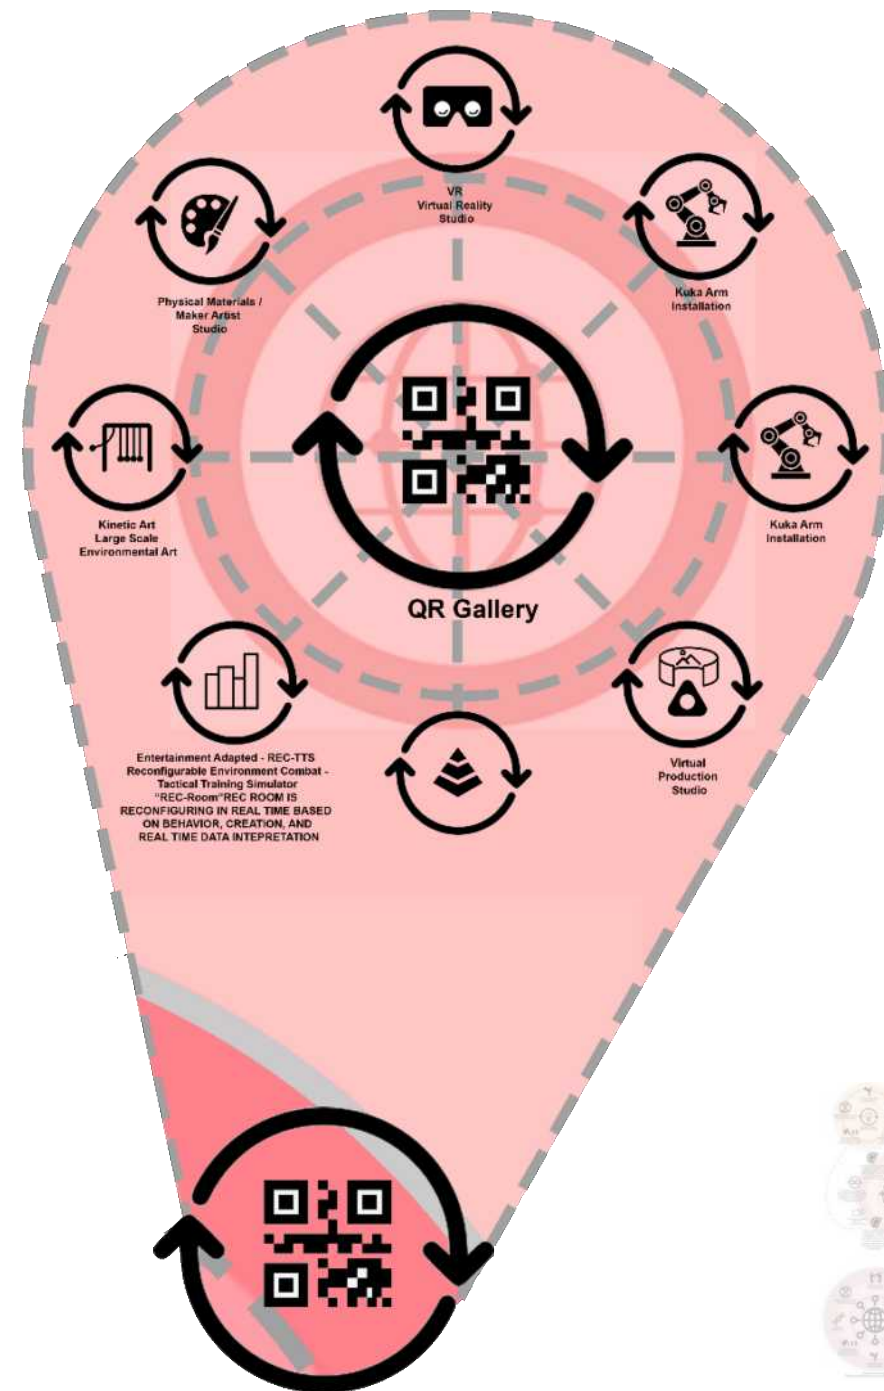 VR
Virtual Reality
Studio
Physical Materials /
Maker Artist
Studio
Kuka Arm
Installation
Kinetic Art
Large Scale
Environmental Art
Kuka Arm
Installation
QR Gallery
Entertainment Adapted - REC-TTS
Reconfigurable Environment Combat -
Tactical Training Simulator
"REC-Room"REC ROOM IS
RECONFIGURING IN REAL TIME BASED
ON BEHAVIOR, CREATION, AND
REAL TIME DATA INTEPRETATION
Virtual
Production
Studio